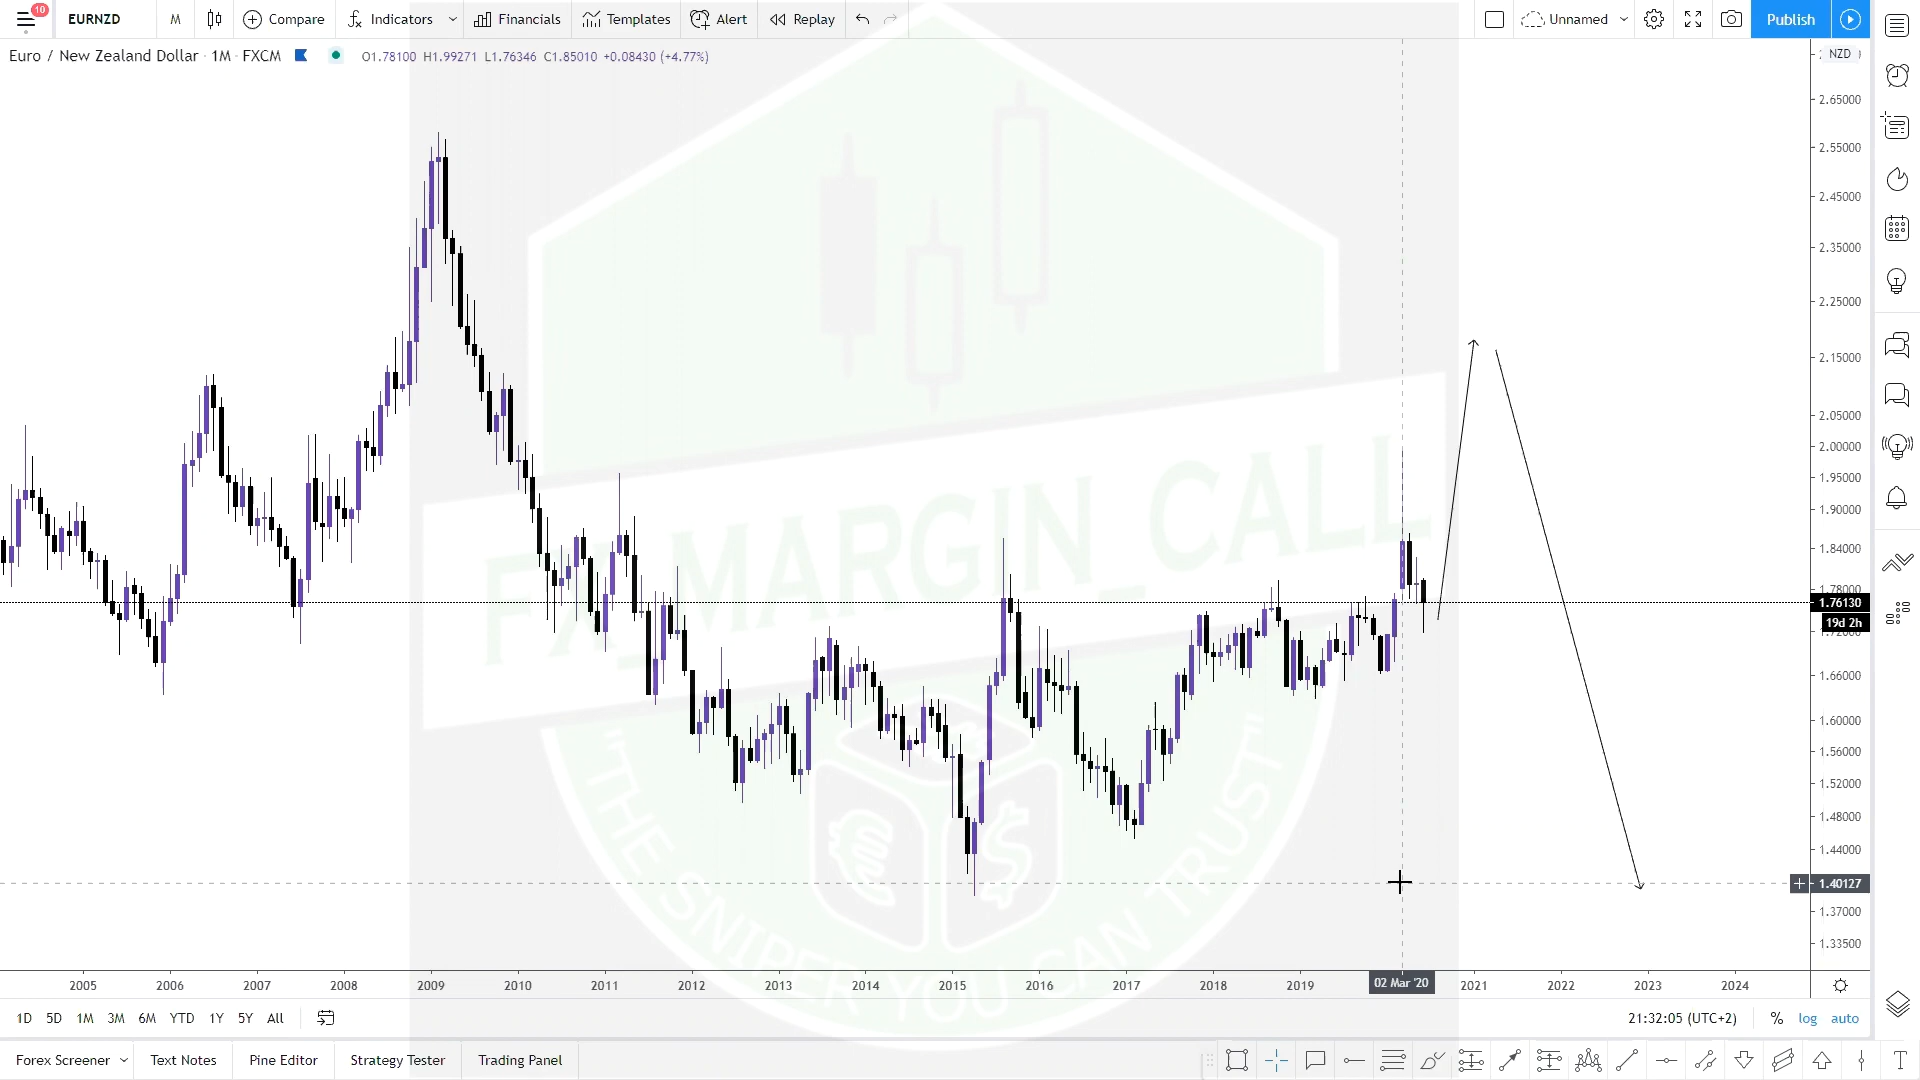 10 EURNZD M Compare Indicators Financials Templates Alert Replay Unnamed Publish
Euro / New Zealand Dollar · 1M · FXCM O1.78100 H1.99271 L1.76346 C1.85010 +0.08430 (+4.77%)
NZD
2.65000
2.55000
2.45000
2.35000
2.25000
2.15000
2.05000
2.00000
1.95000
1.90000
1.84000
1.78000
1.76130
19d 2h
1.72000
1.66000
1.60000
1.56000
1.52000
1.48000
1.44000
1.40127
1.37000
1.33500
FX_MARGIN_CALL
"THE SNIPER YOU CAN TRUST"
2005 2006 2007 2008 2009 2010 2011 2012 2013 2014 2015 2016 2017 2018 2019 02 Mar '20 2021 2022 2023 2024
1D 5D 1M 3M 6M YTD 1Y 5Y All 21:32:05 (UTC+2) % log auto
Forex Screener Text Notes Pine Editor Strategy Tester Trading Panel